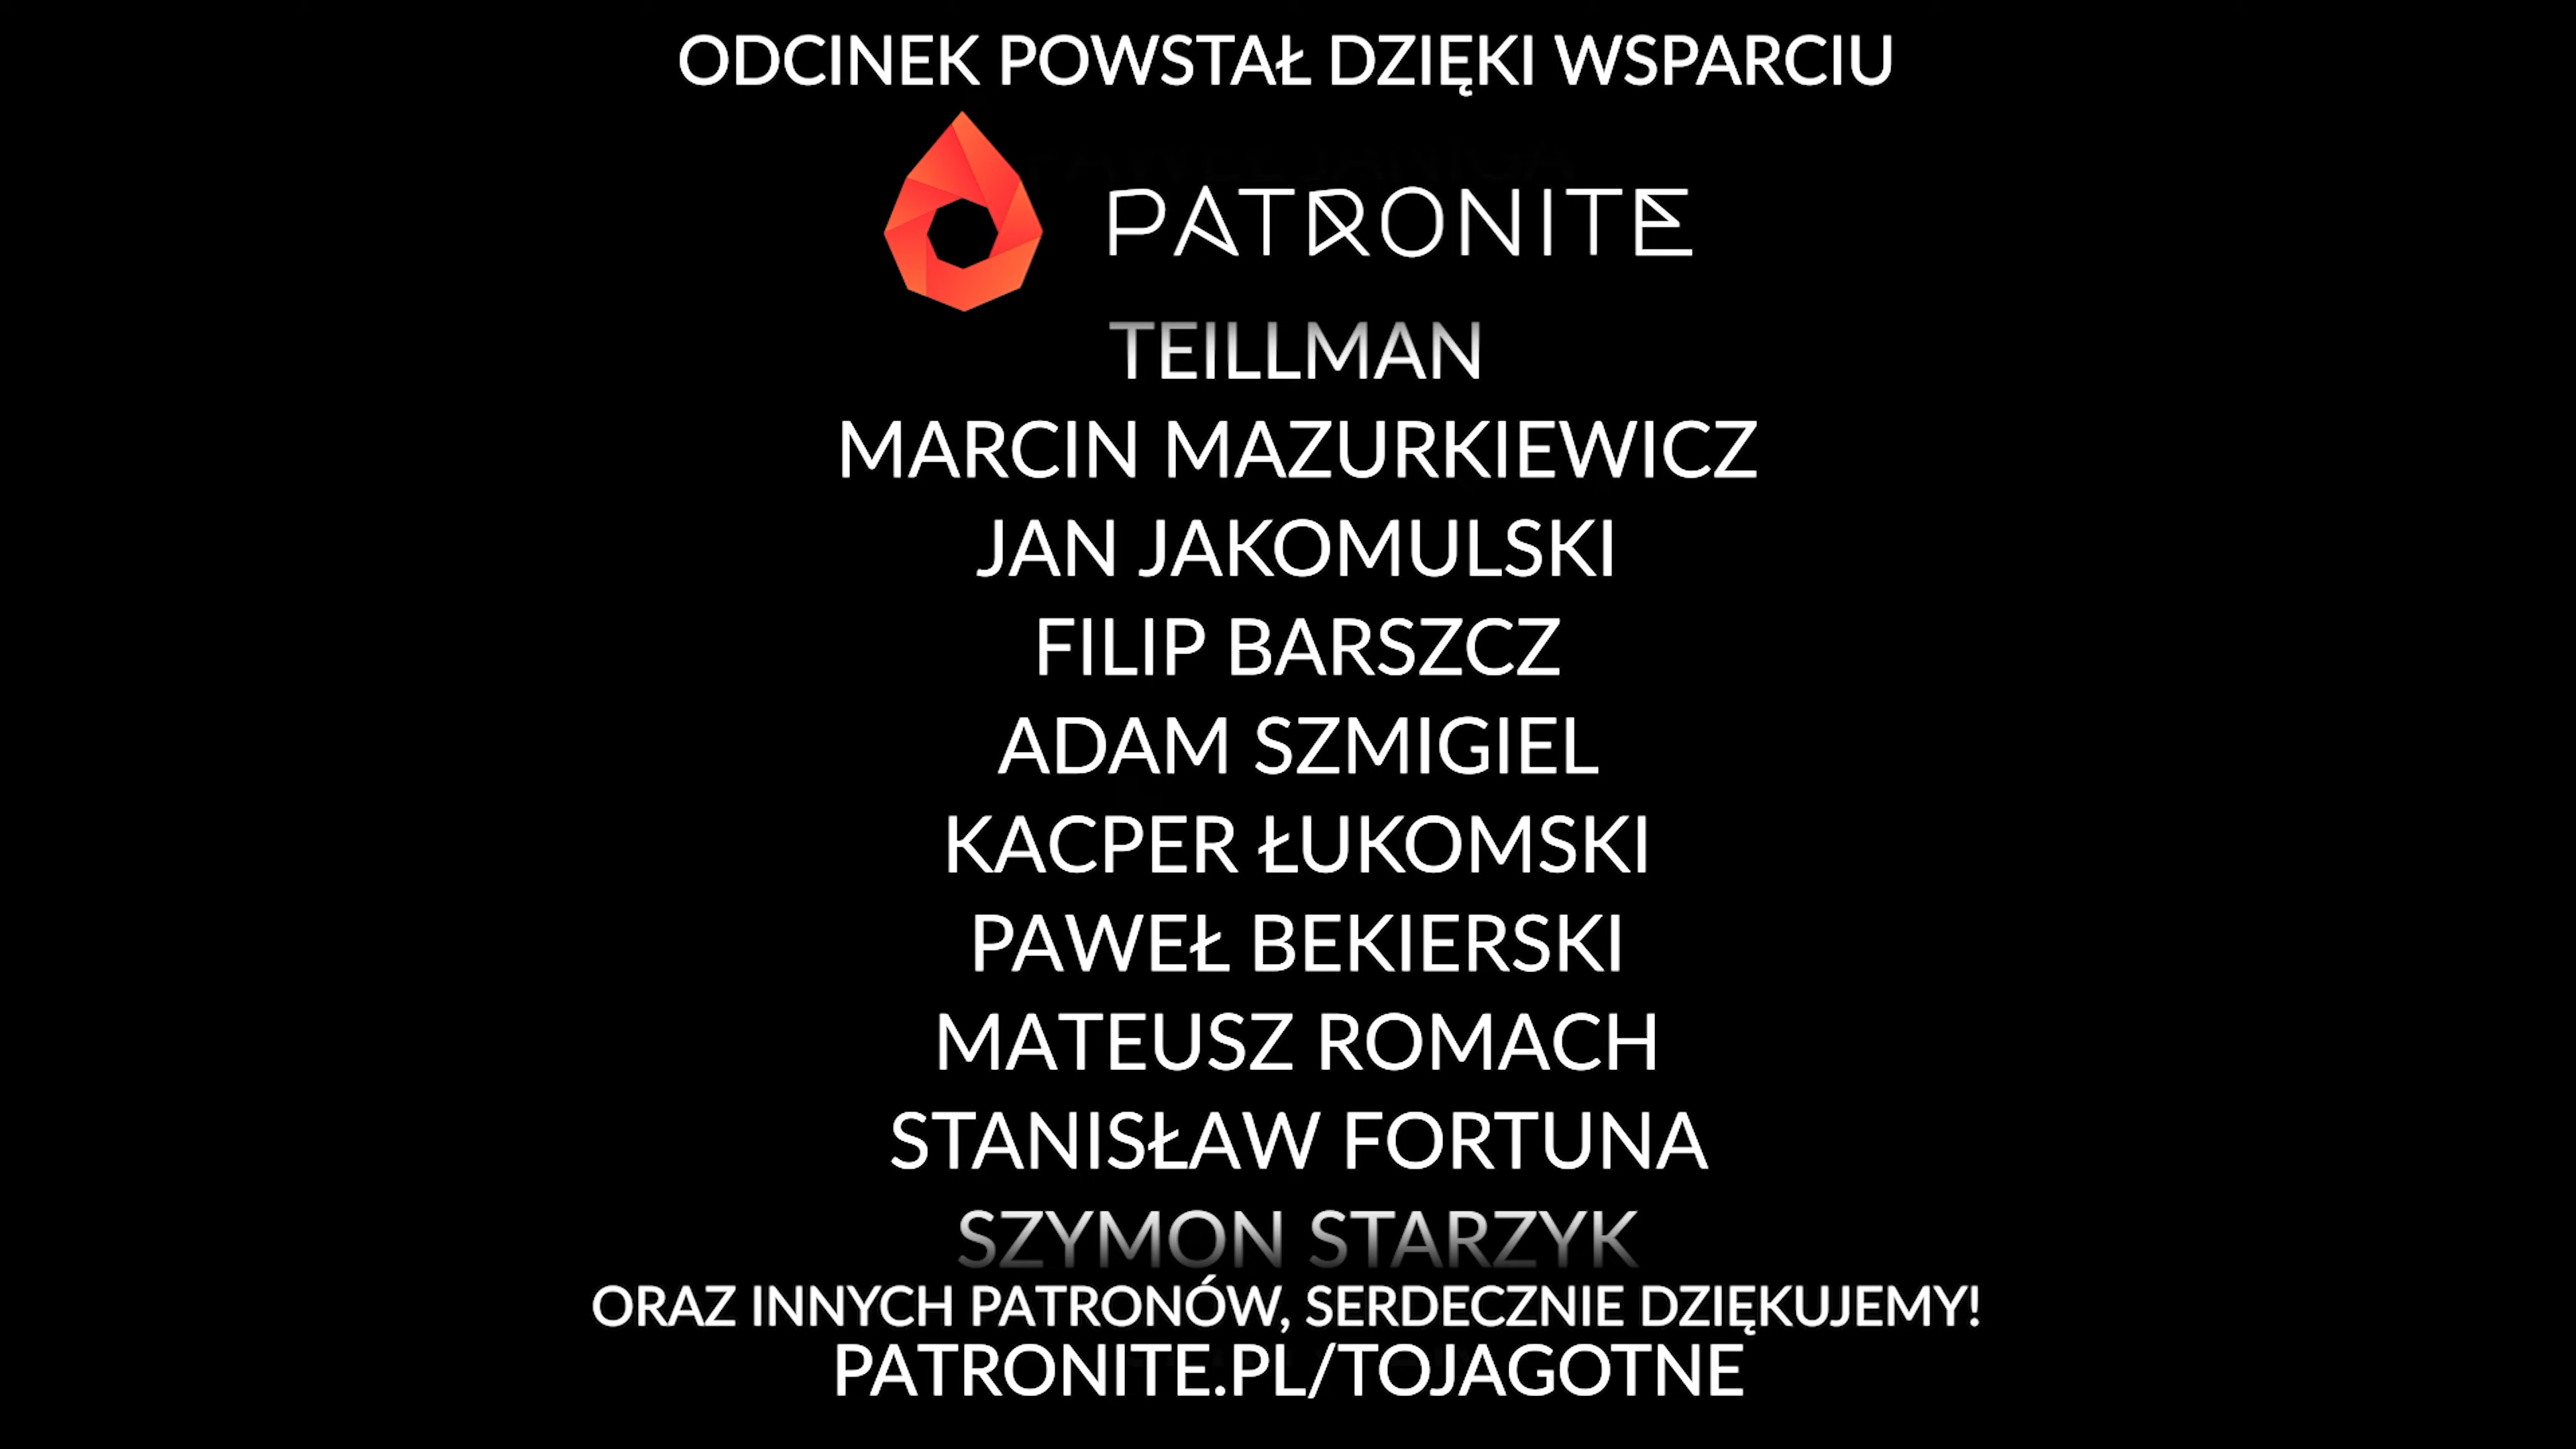 ODCINEK POWSTAŁ DZIĘKI WSPARCIU
PATRONITE
TEILLMAN
MARCIN MAZURKIEWICZ
JAN JAKOMULSKI
FILIP BARSZCZ
ADAM SZMIGIEL
KACPER ŁUKOMSKI
PAWEŁ BEKIERSKI
MATEUSZ ROMACH
STANISŁAW FORTUNA
SZYMON STARZYK
ORAZ INNYCH PATRONÓW, SERDECZNIE DZIĘKUJEMY!
PATRONITE.PL/TOJAGOTNE